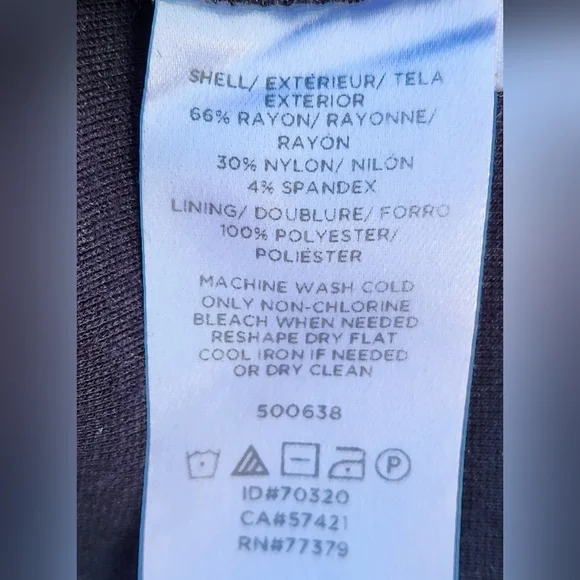 SHELL/ EXTÉRIEUR/ TELA
EXTERIOR
66% RAYON/ RAYONNE/
RAYÓN
30% NYLON/ NILÓN
4% SPANDEX
LINING/ DOUBLURE/ FORRO
100% POLYESTER/
POLIÉSTER
MACHINE WASH COLD
ONLY NON-CHLORINE
BLEACH WHEN NEEDED
RESHAPE DRY FLAT
COOL IRON IF NEEDED
OR DRY CLEAN
500638
P
ID#70320
CA#57421
RN#77379